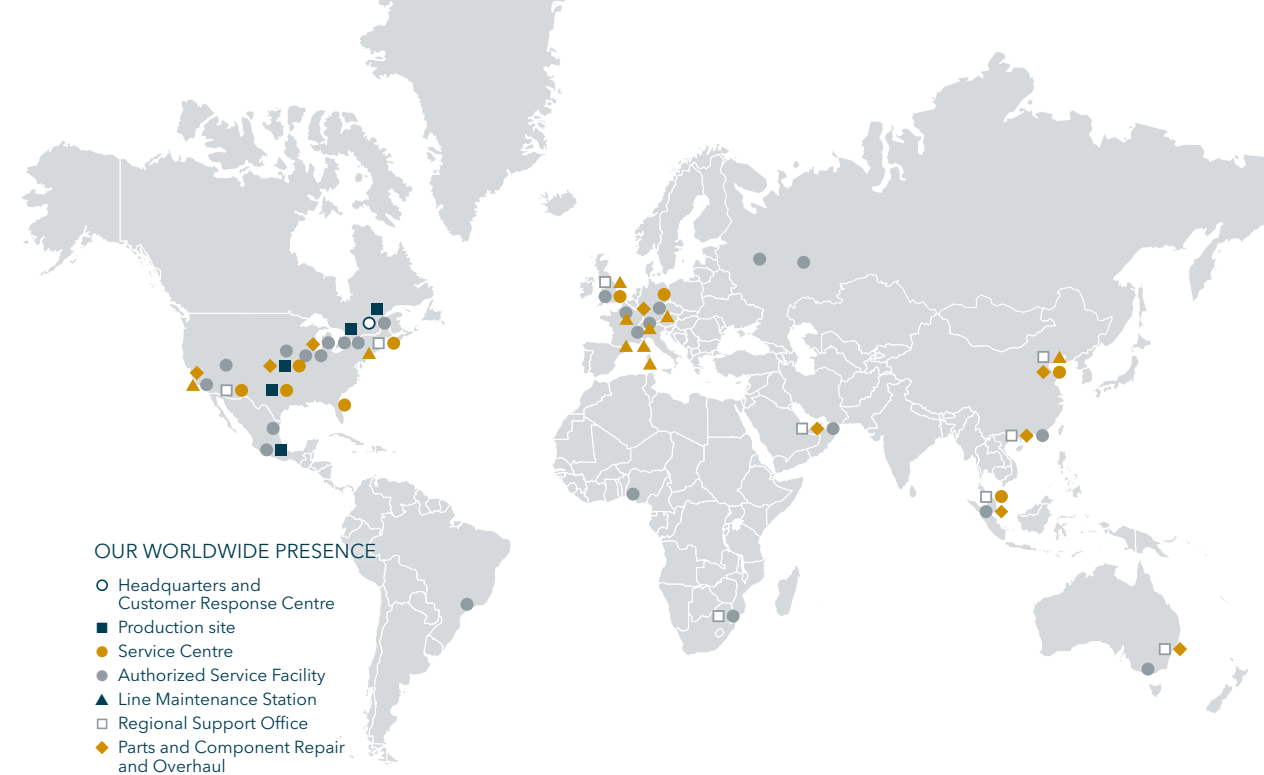 OUR WORLDWIDE PRESENCE
Headquarters and
Customer Response Centre
Production site
Service Centre
Authorized Service Facility
Line Maintenance Station
Regional Support Office
Parts and Component Repair
and Overhaul